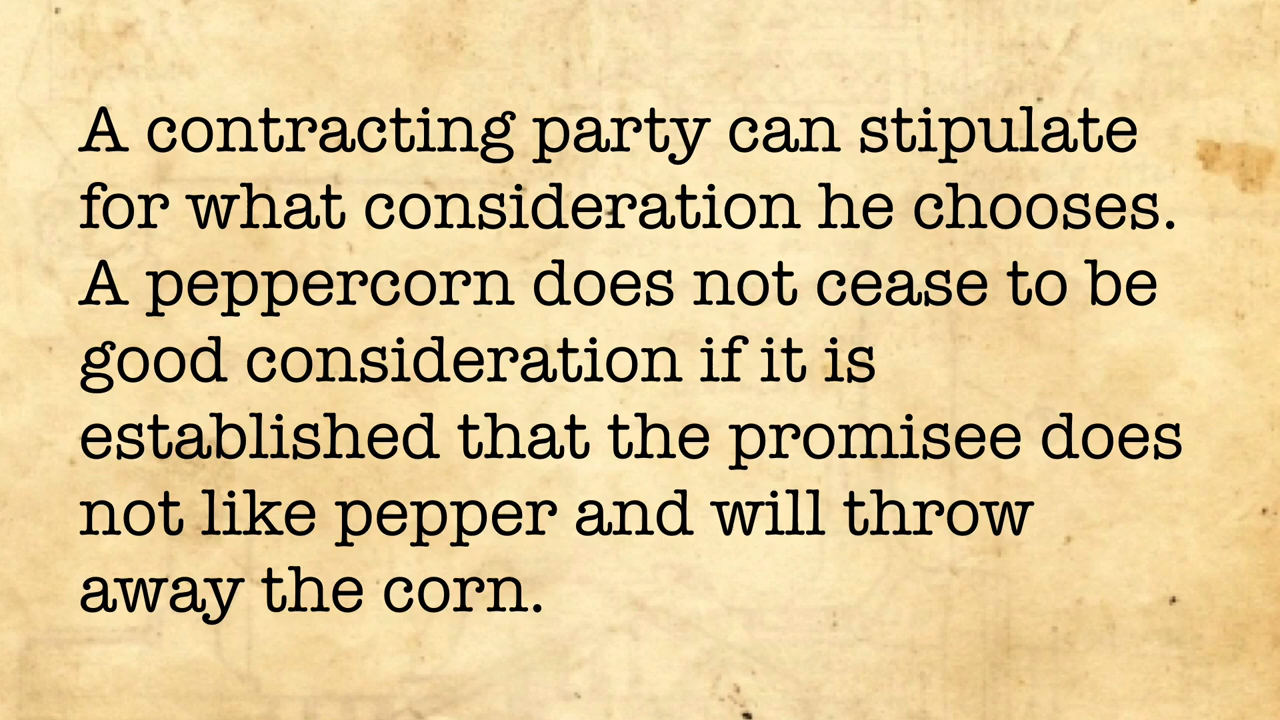 A contracting party can stipulate
for what consideration he chooses.
A peppercorn does not cease to be
good consideration if it is
established that the promisee does
not like pepper and will throw
away the corn.